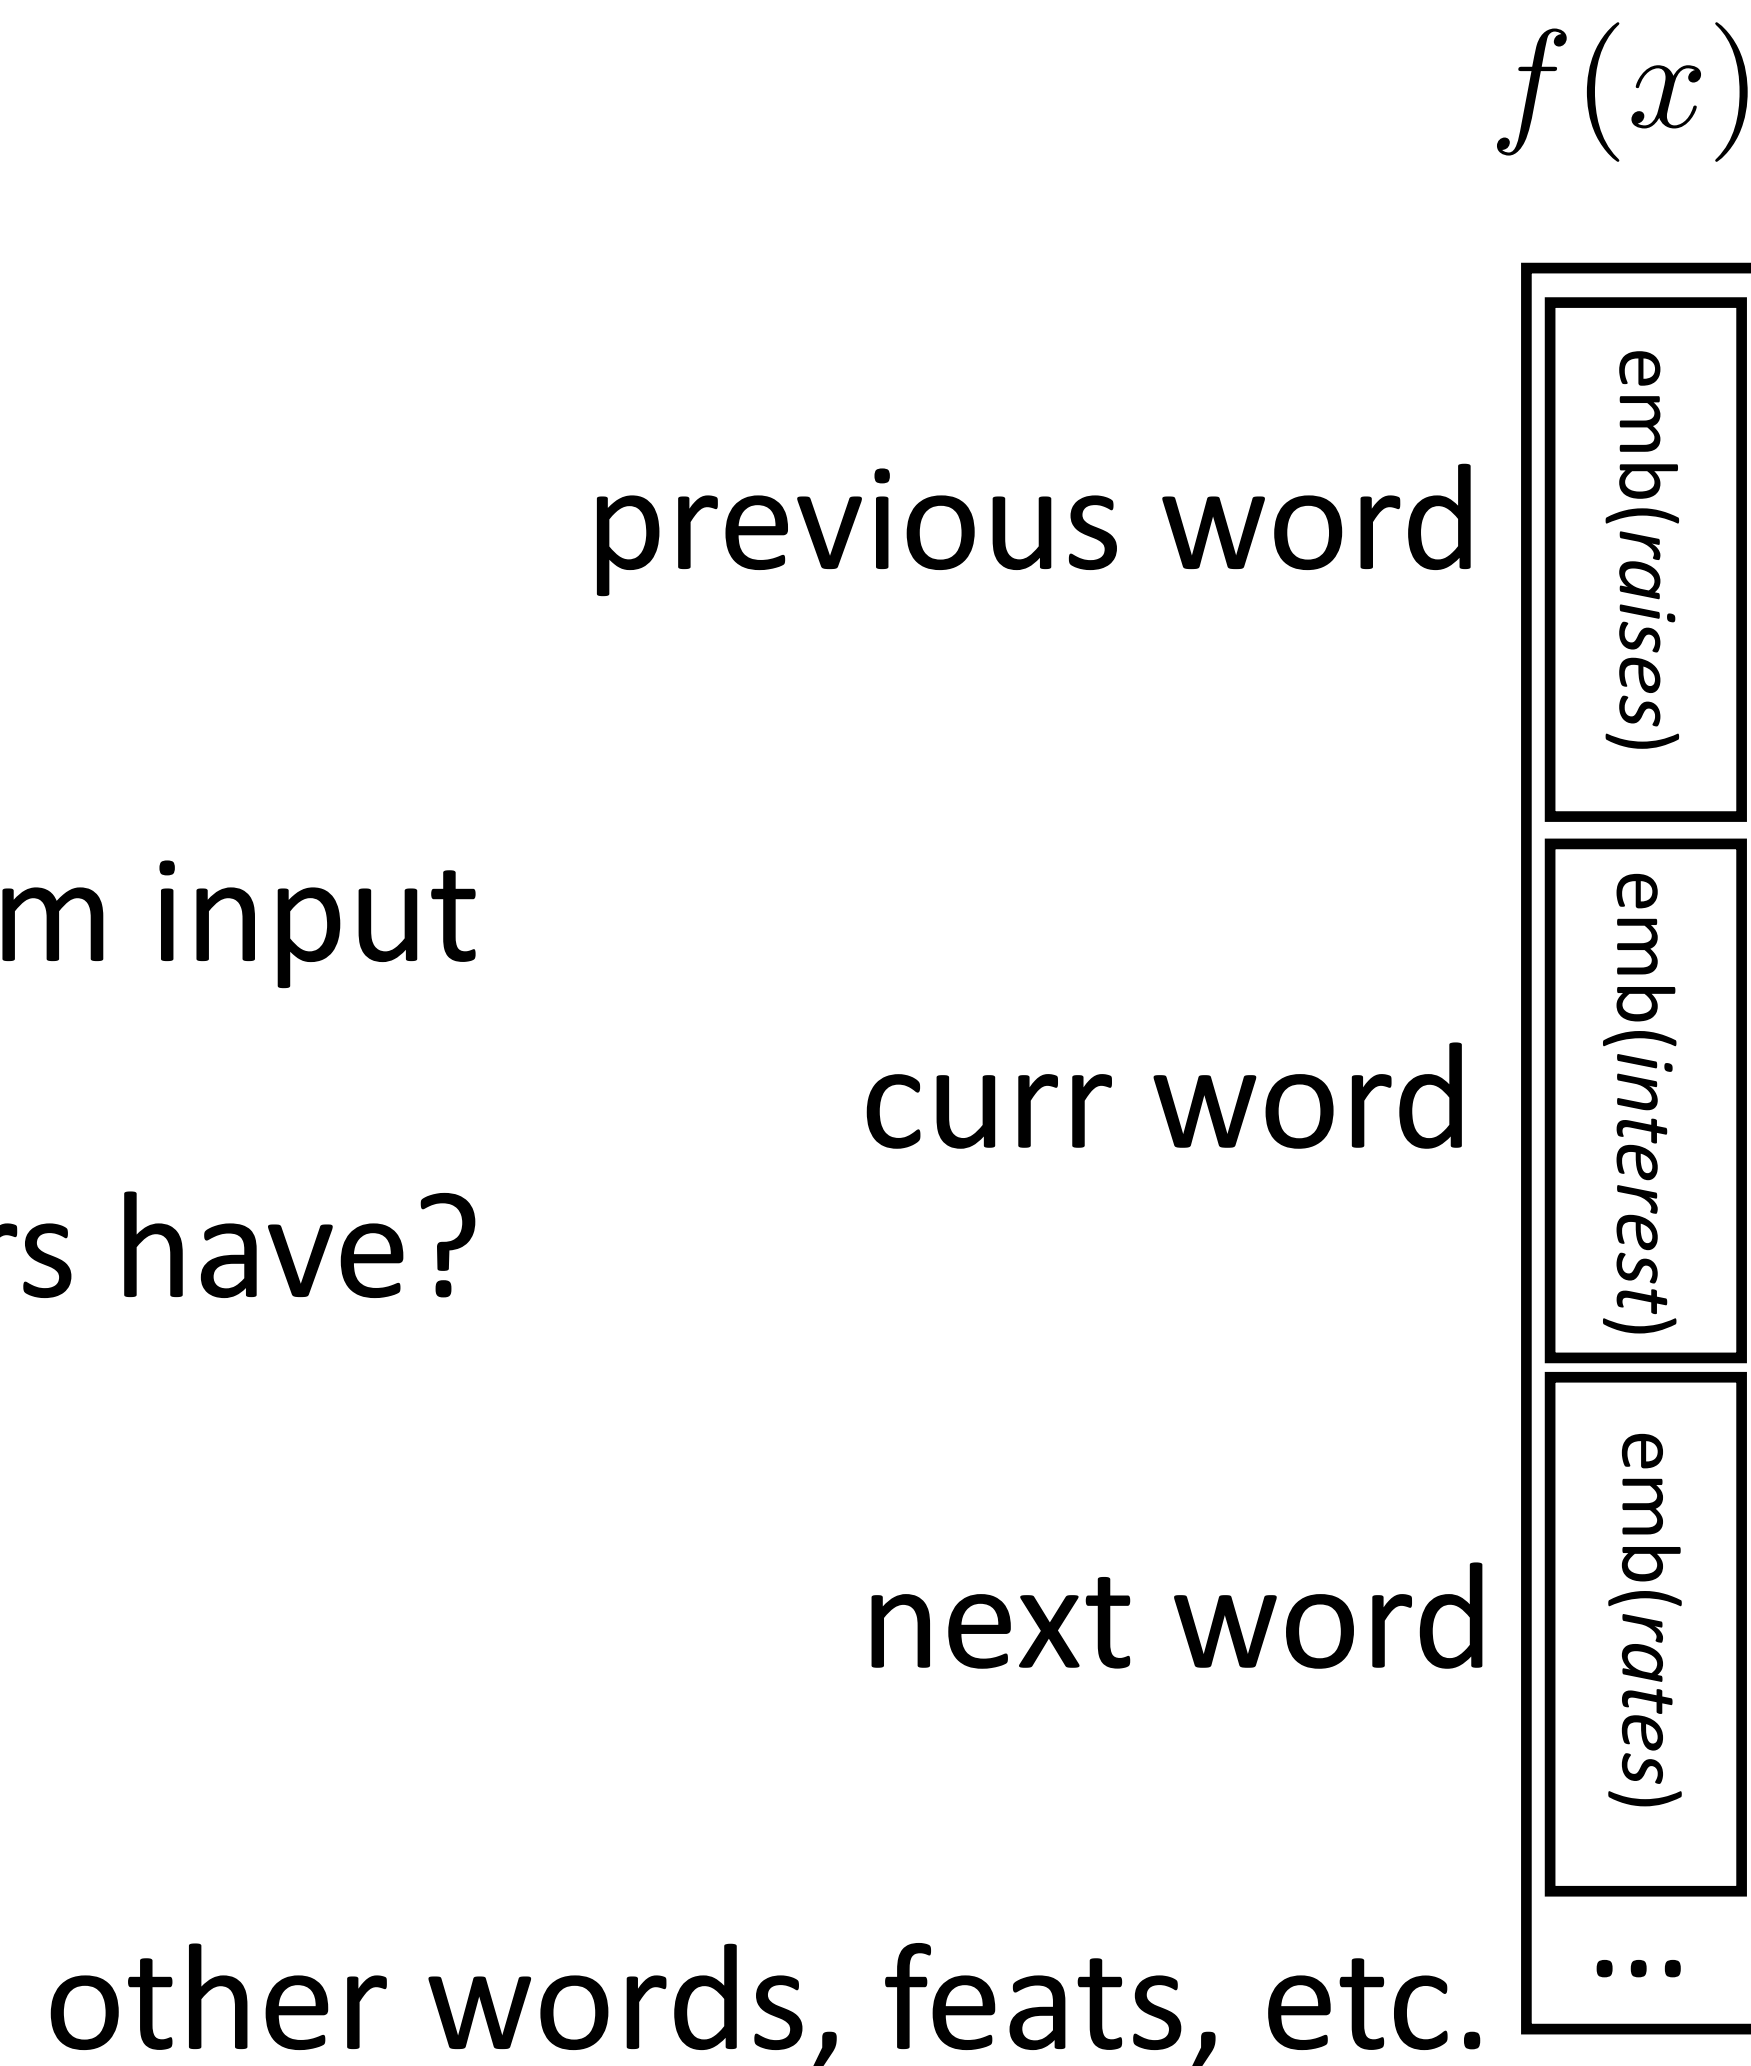 f(x)
emb(raises)
previous word
m input
emb(interest)
curr word
rs have?
emb(rates)
next word
...
other words, feats, etc.